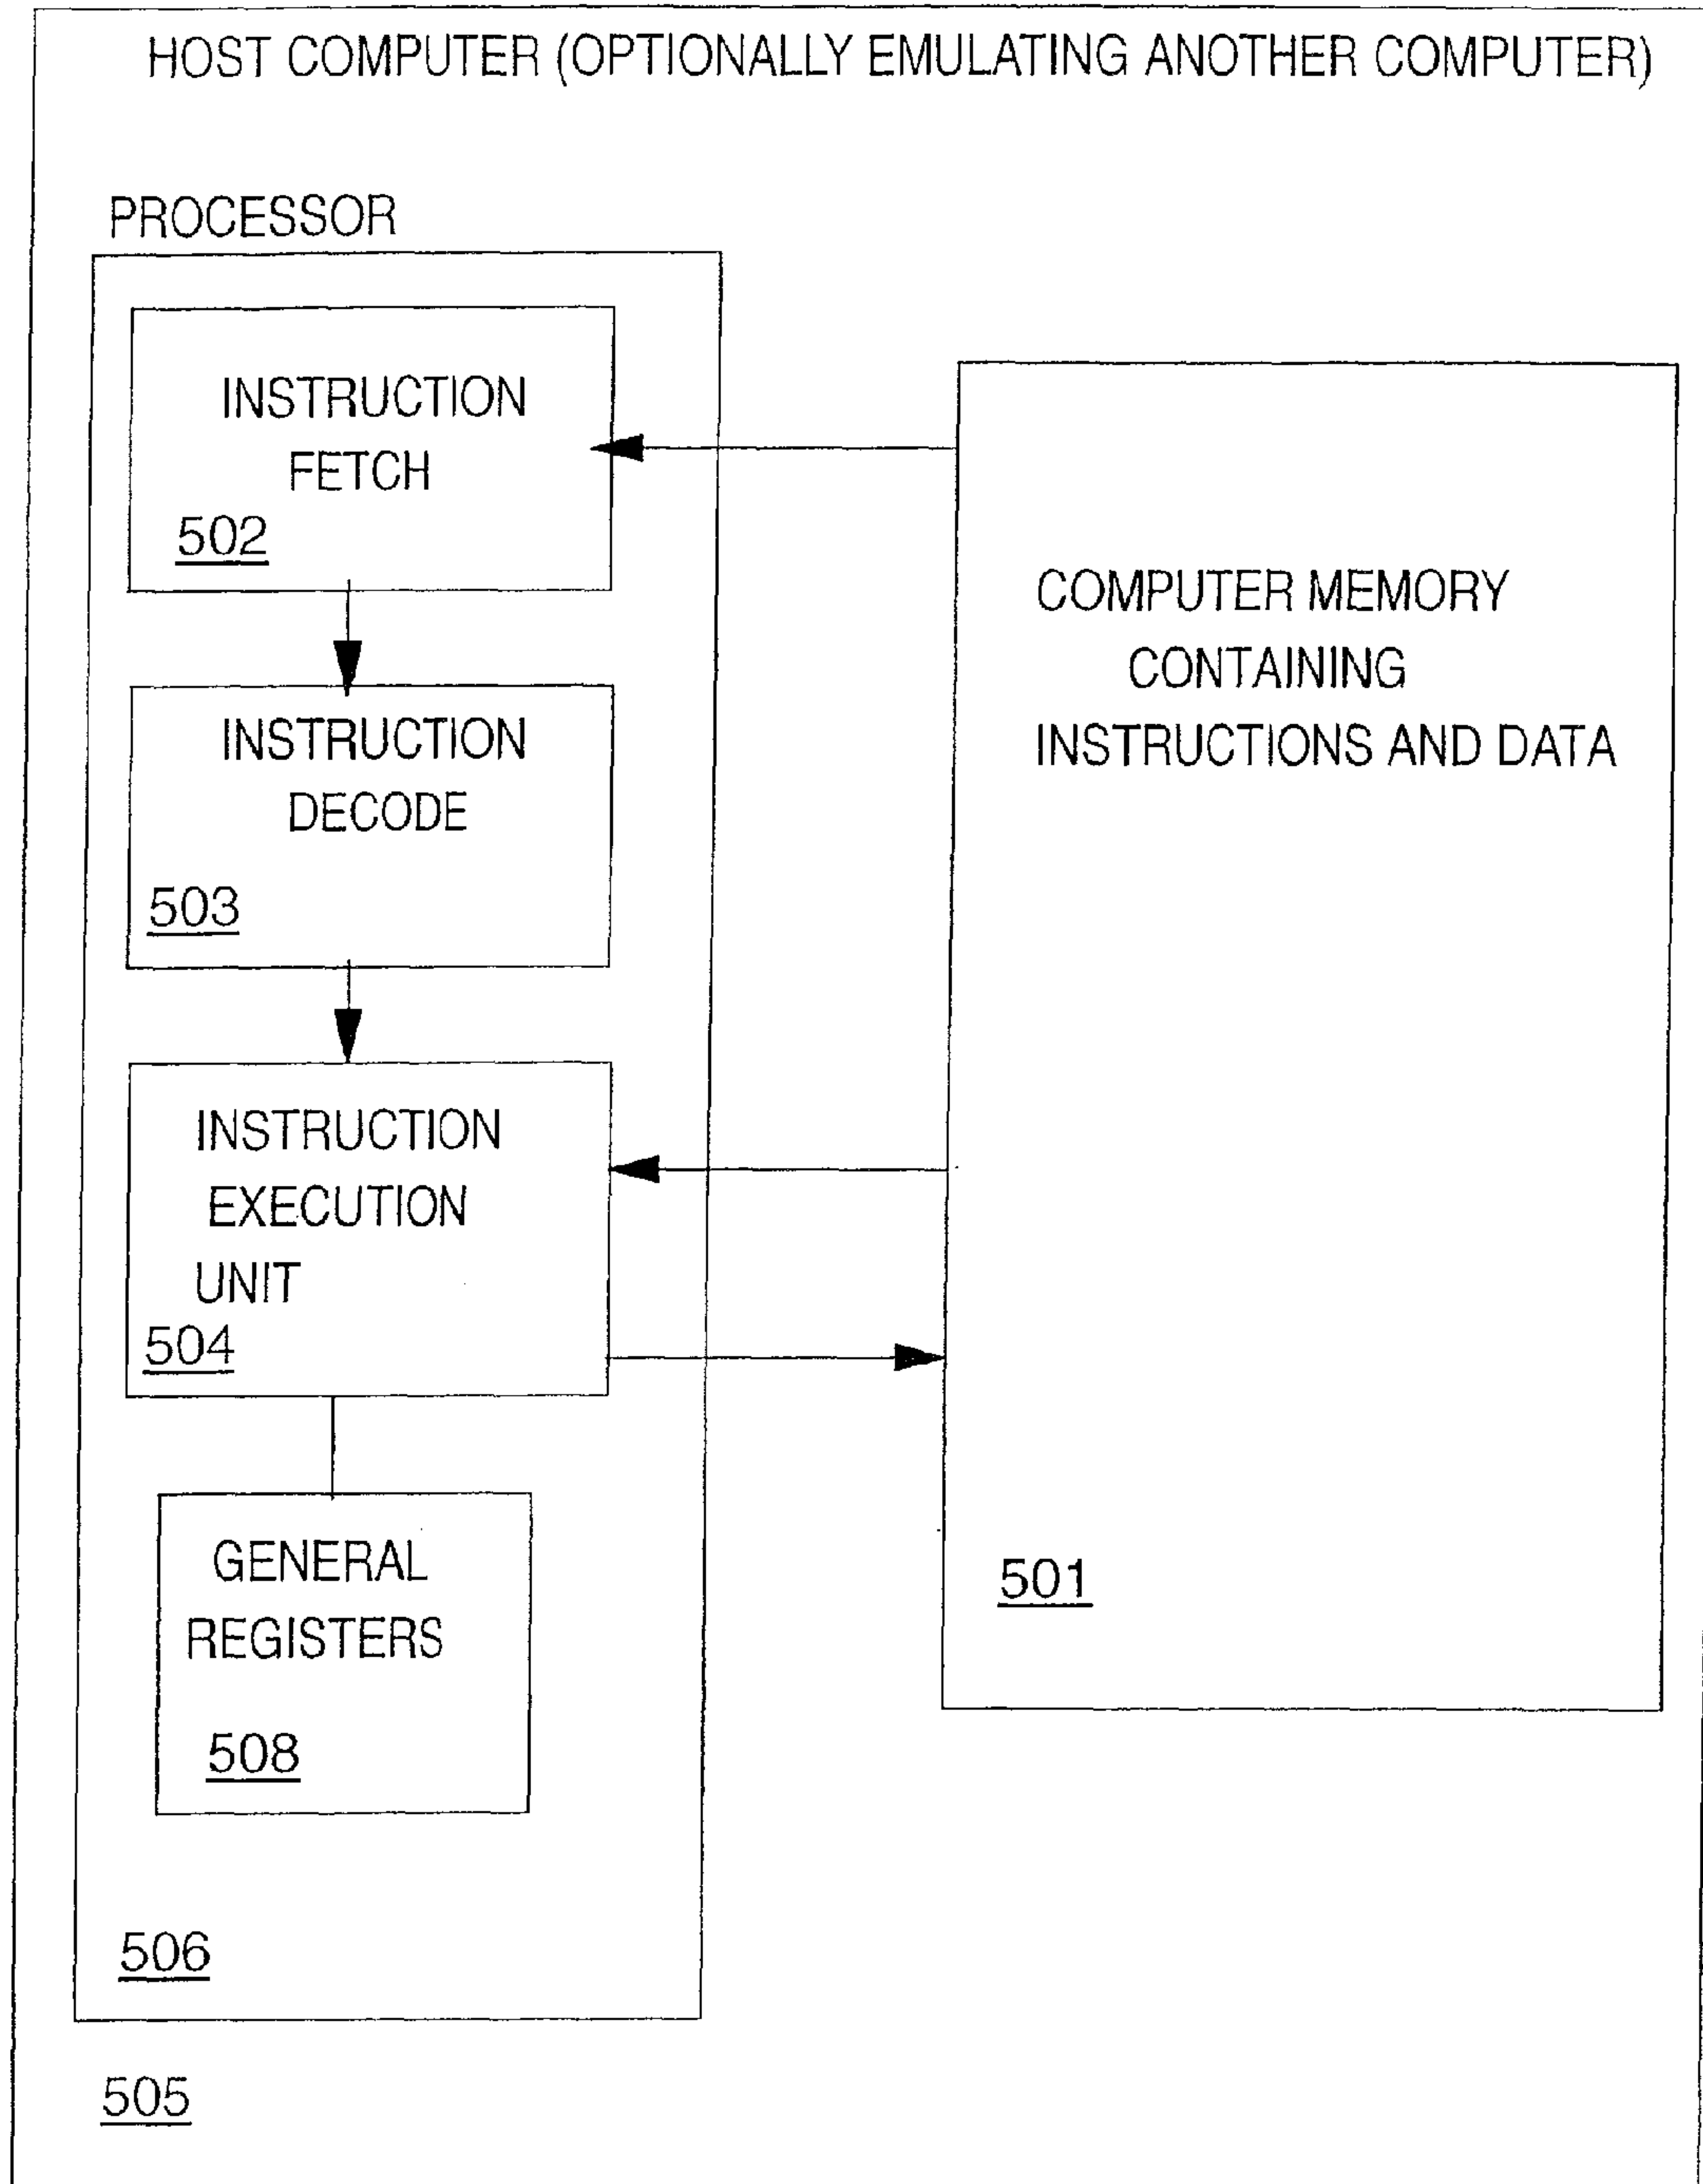 HOST COMPUTER (OPTIONALLY EMULATING ANOTHER COMPUTER)
PROCESSOR
INSTRUCTION
FETCH
502
INSTRUCTION
DECODE
503
INSTRUCTION
EXECUTION
UNIT
504
GENERAL
REGISTERS
508
506
505
COMPUTER MEMORY
CONTAINING
INSTRUCTIONS AND DATA
501